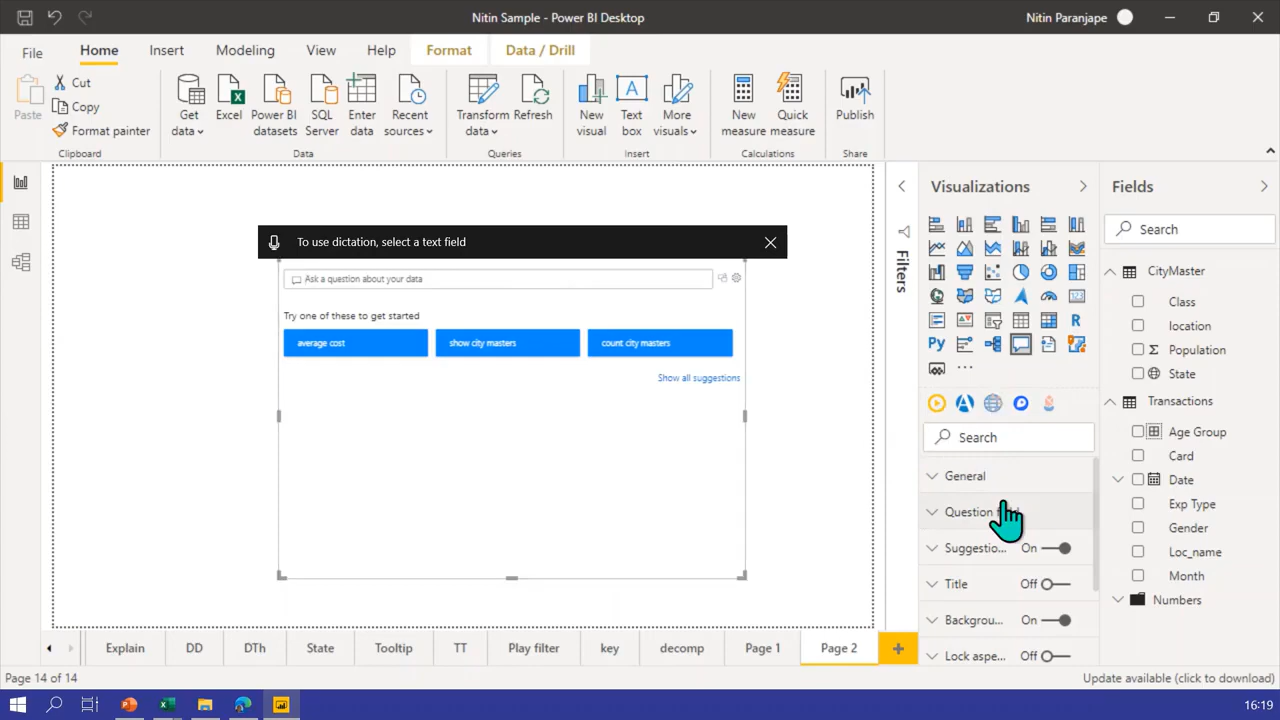 Nitin Sample - Power BI Desktop
Nitin Paranjape
File Home Insert Modeling View Help Format Data / Drill
Paste
Cut
Copy
Format painter
Clipboard
Get data
Excel
Power BI datasets
SQL Server
Enter data
Recent sources
Data
Transform data
Refresh
Queries
New visual
Text box
More visuals
Insert
New measure
Quick measure
Calculations
Publish
Share
To use dictation, select a text field
Ask a question about your data
Try one of these to get started
average cost
show city masters
count city masters
Show all suggestions
Filters
Visualizations
R
Py
Search
General
Question
Suggestio... On
Title Off
Backgrou... On
Lock aspe... Off
Fields
Search
CityMaster
Class
location
Σ Population
State
Transactions
Age Group
Card
Date
Exp Type
Gender
Loc_name
Month
Numbers
Explain DD DTh State Tooltip TT Play filter key decomp Page 1 Page 2 +
Page 14 of 14
Update available (click to download)
16:19